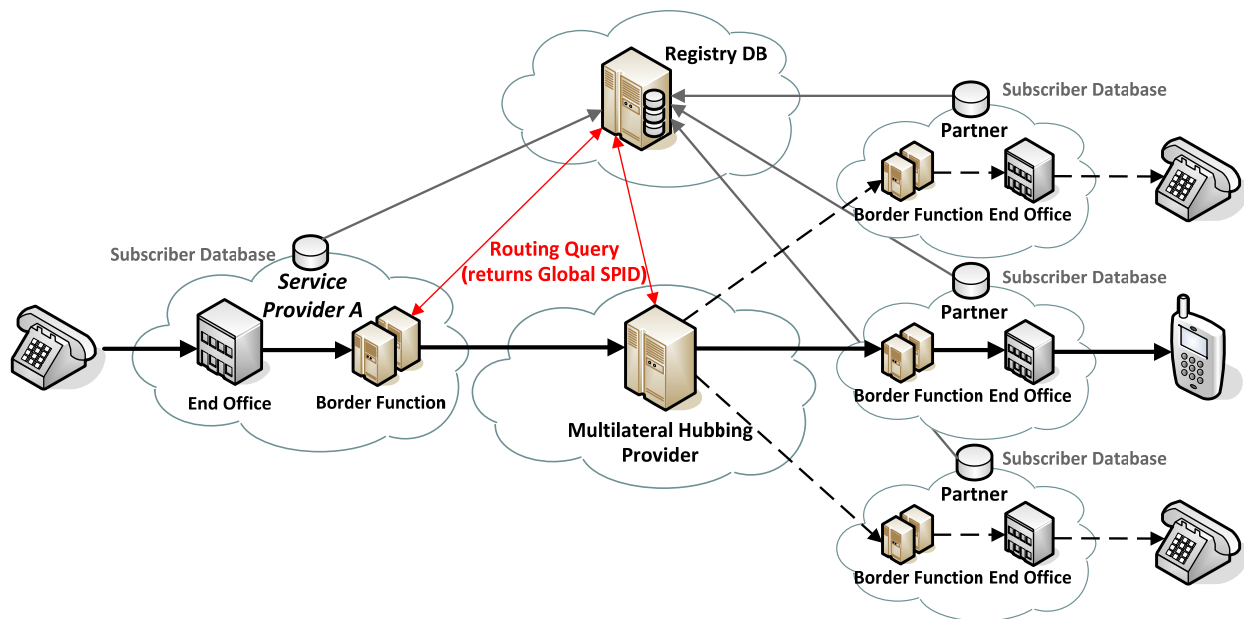 Registry DB
Subscriber Database
Partner
Border Function End Office
Subscriber Database
Service
Provider A
Routing Query
(returns Global SPID)
End Office
Border Function
Multilateral Hubbing
Provider
Subscriber Database
Partner
Border Function End Office
Subscriber Database
Partner
Border Function End Office